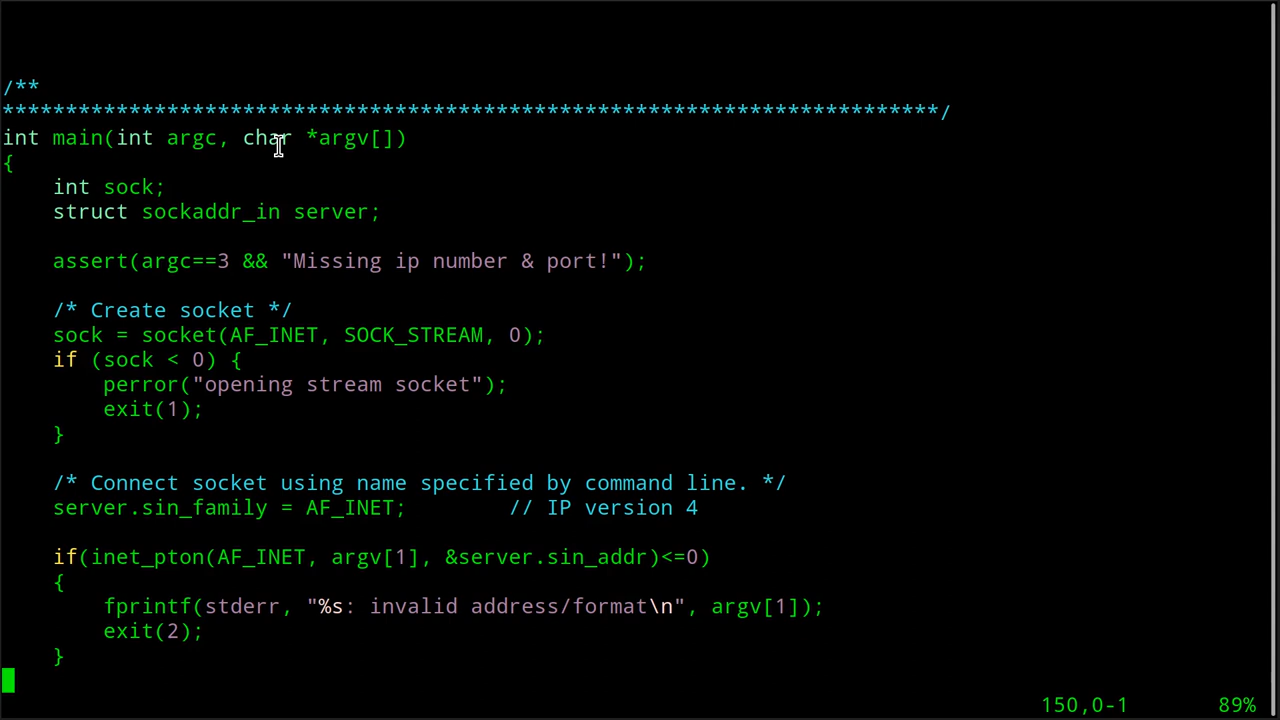 /**
**************************************************************************/
int main(int argc, char *argv[])
{
    int sock;
    struct sockaddr_in server;
    assert(argc==3 && "Missing ip number & port!");
    /* Create socket */
    sock = socket(AF_INET, SOCK_STREAM, 0);
    if (sock < 0) {
        perror("opening stream socket");
        exit(1);
    }
    /* Connect socket using name specified by command line. */
    server.sin_family = AF_INET;        // IP version 4
    if(inet_pton(AF_INET, argv[1], &server.sin_addr)<=0)
    {
        fprintf(stderr, "%s: invalid address/format\n", argv[1]);
        exit(2);
    }
150,0-1 89%